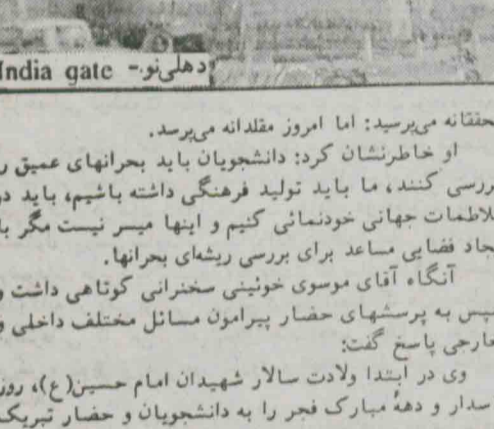 دهلی‌نو- India gate
محققانه می‌پرسید: اما امروز مقلدانه می‌پرسد.
او خاطرنشان کرد: دانشجویان باید بحرانهای عمیق ر
بررسی کنند، ما باید تولید فرهنگی داشته باشیم، باید در
تلاطمات جهانی خودنمائی کنیم و اینها میسر نیست مگر با
یجاد فضایی مساعد برای بررسی ریشه‌ای بحرانها.
آنگاه آقای موسوی خوئینی سخنرانی کوتاهی داشت و
سپس به پرسشهای حضار پیرامون مسائل مختلف داخلی و
خارجی پاسخ گفت:
وی در ابتدا ولادت سالار شهیدان امام حسین(ع)، روز
سدار و دههٔ مبارک فجر را به دانشجویان و حضار تبریک